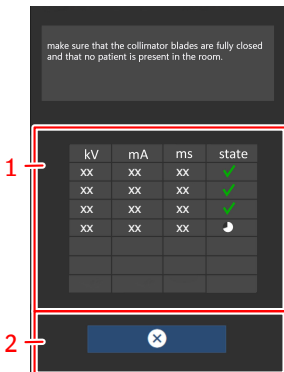 make sure that the collimator blades are fully closed
and that no patient is present in the room.
1
kV mA ms state
xx xx xx
xx xx xx
xx xx xx
xx xx xx
2